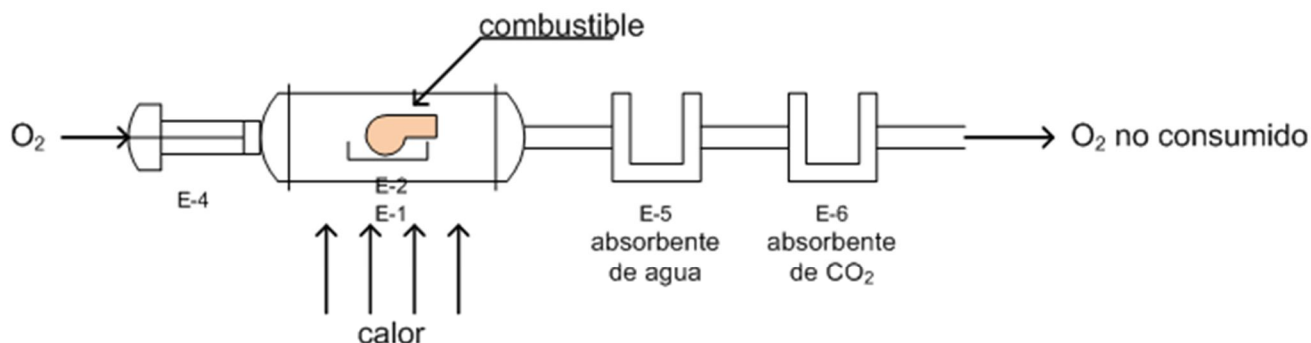 combustible
O₂
O₂ no consumido
E-4
E-2
E-1
E-5
absorbente
de agua
E-6
absorbente
de CO₂
calor